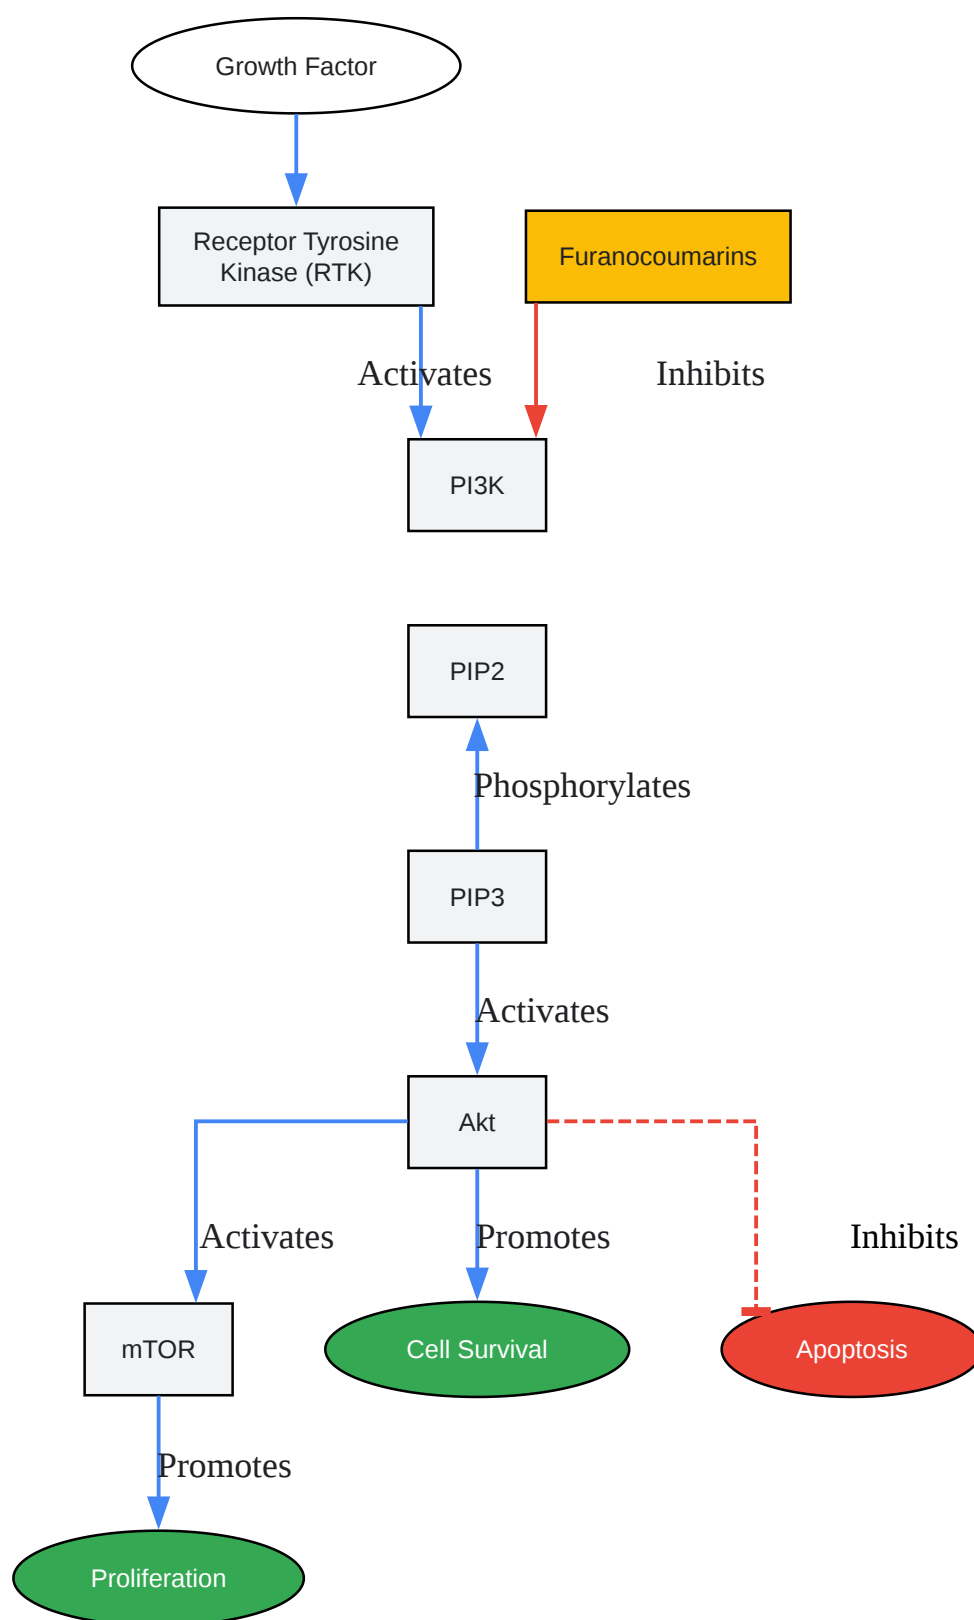 Growth Factor
Receptor Tyrosine
Kinase (RTK)
Furanocoumarins
Activates
Inhibits
PI3K
PIP2
Phosphorylates
PIP3
Activates
Akt
Activates
Promotes
Inhibits
mTOR
Cell Survival
Apoptosis
Promotes
Proliferation